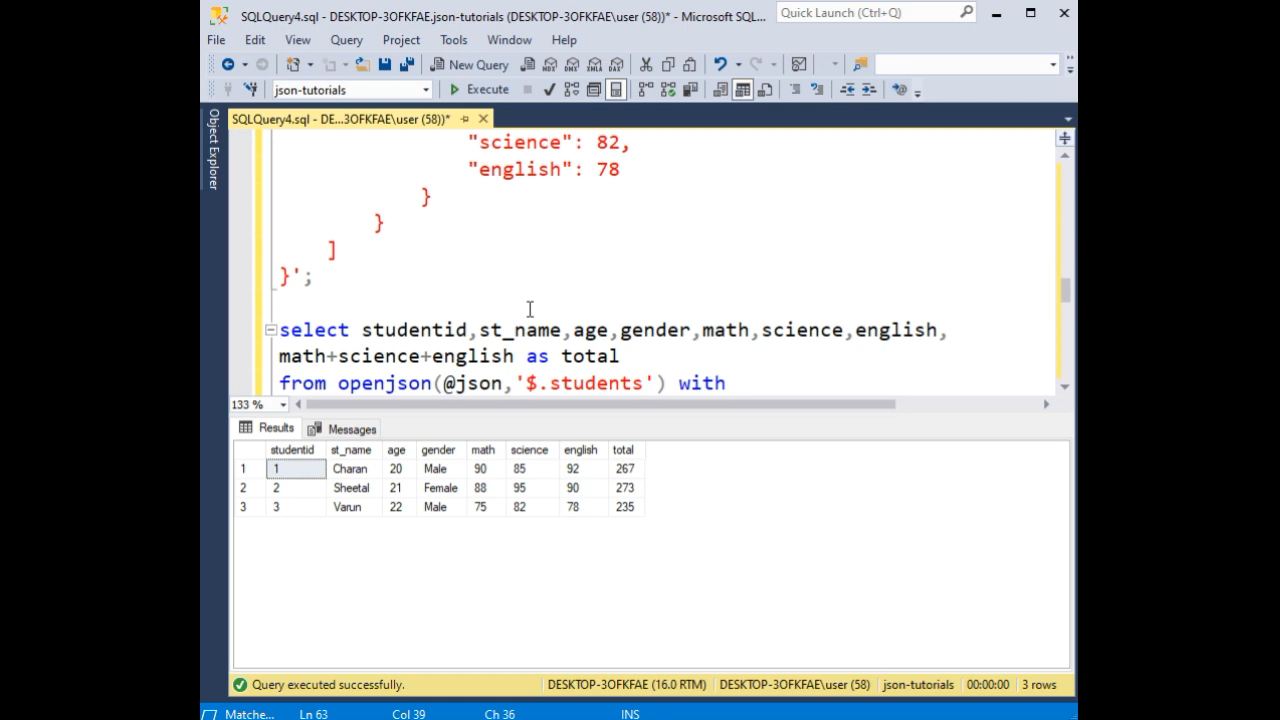 SQLQuery4.sql - DESKTOP-3OFKFAE.json-tutorials (DESKTOP-3OFKFAE\user (58))* - Microsoft SQL...
Quick Launch (Ctrl+Q)
File Edit View Query Project Tools Window Help
New Query
json-tutorials
Execute
SQLQuery4.sql - DE...3OFKFAE\user (58))*
Object Explorer
"science": 82,
"english": 78
}
}
]
}';
select studentid,st_name,age,gender,math,science,english,
math+science+english as total
from openjson(@json,'$.students') with
133 %
Results Messages
studentid st_name age gender math science english total
1 1 Charan 20 Male 90 85 92 267
2 2 Sheetal 21 Female 88 95 90 273
3 3 Varun 22 Male 75 82 78 235
Query executed successfully. DESKTOP-3OFKFAE (16.0 RTM) DESKTOP-3OFKFAE\user (58) json-tutorials 00:00:00 3 rows
Matche... Ln 63 Col 39 Ch 36 INS